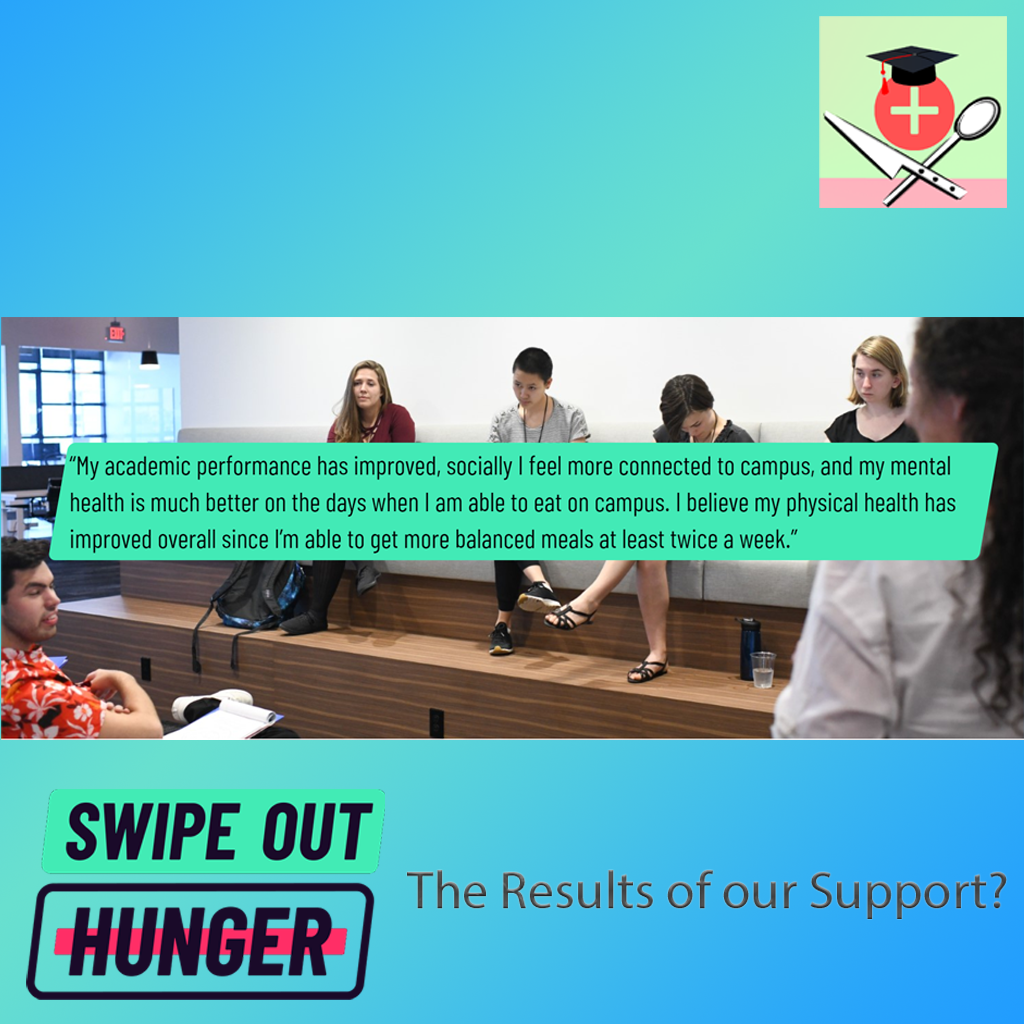 EXIT
“My academic performance has improved, socially I feel more connected to campus, and my mental
health is much better on the days when I am able to eat on campus. I believe my physical health has
improved overall since I’m able to get more balanced meals at least twice a week.”
SWIPE OUT
HUNGER
The Results of our Support?